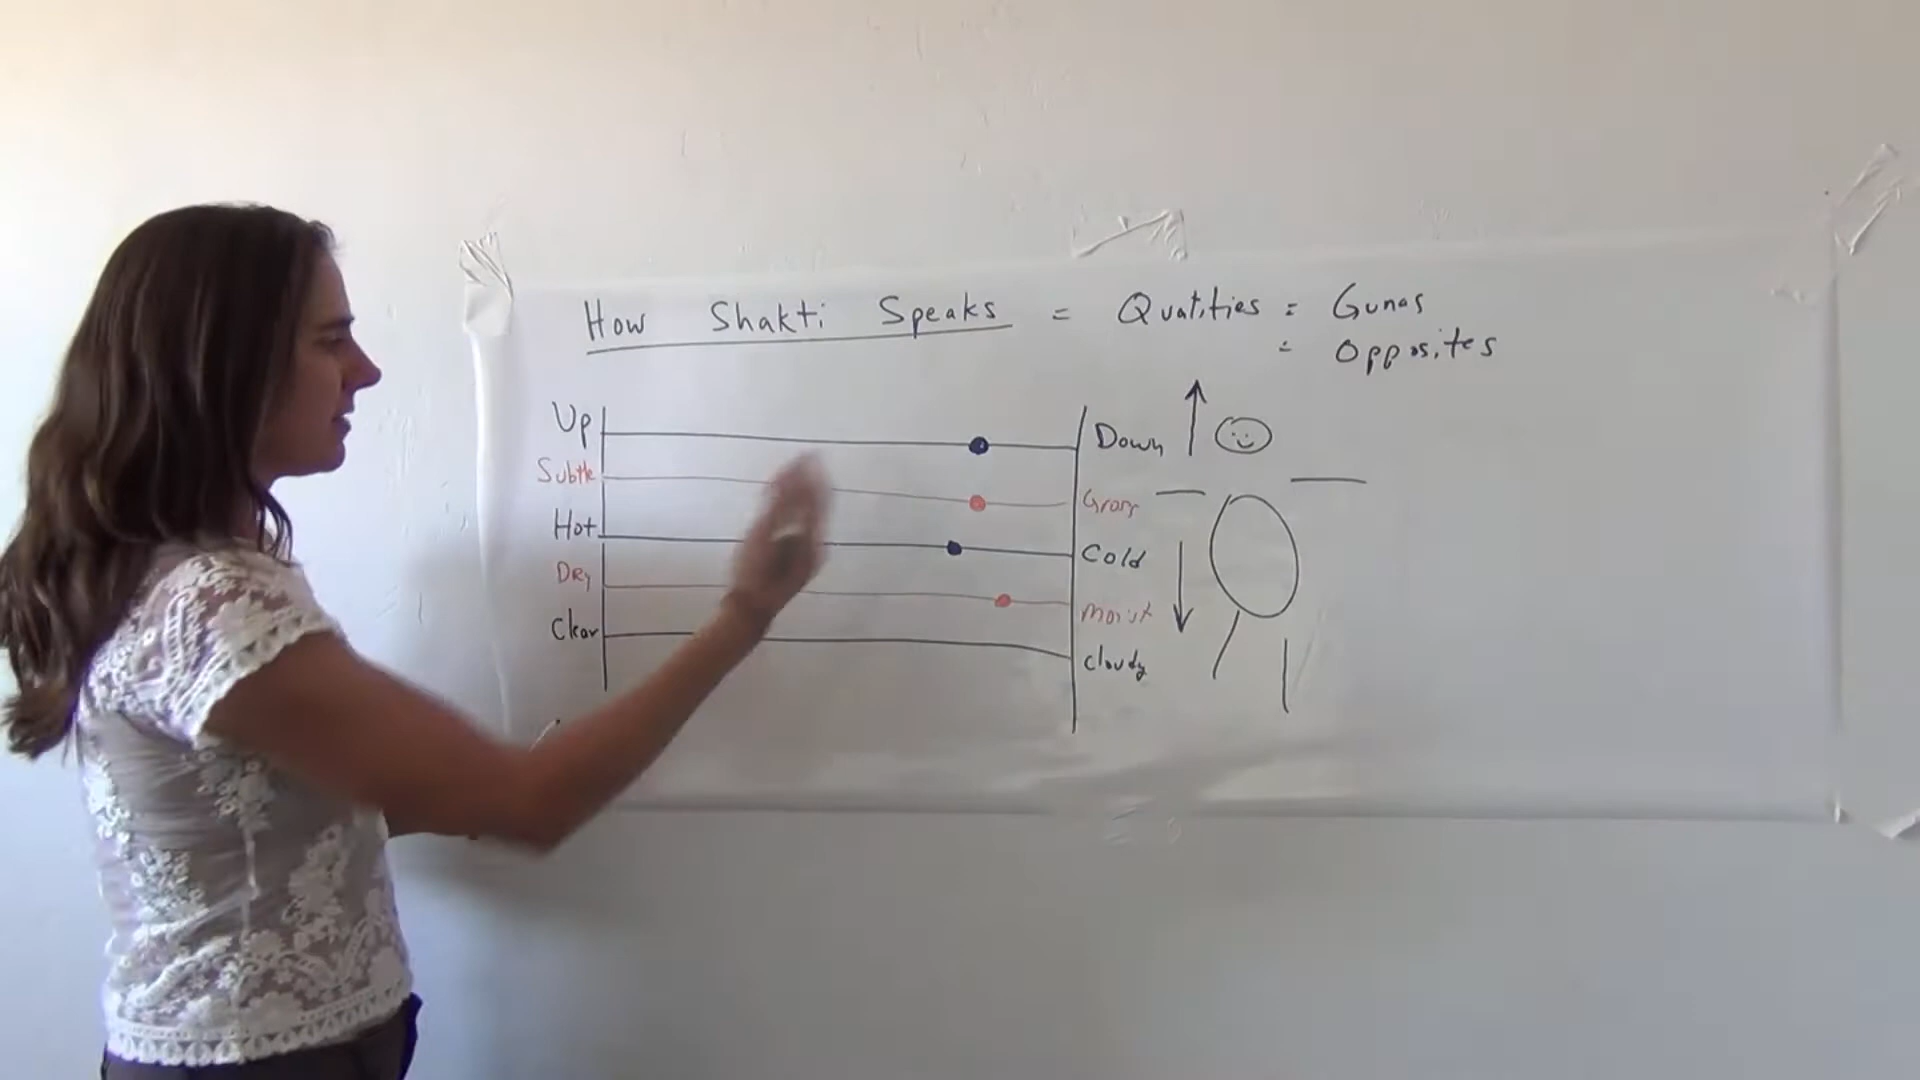 How Shakti Speaks = Qualities = Gunas
= Opposites
Up Down
Subtle Gross
Hot Cold
Dry Moist
Clear Cloudy